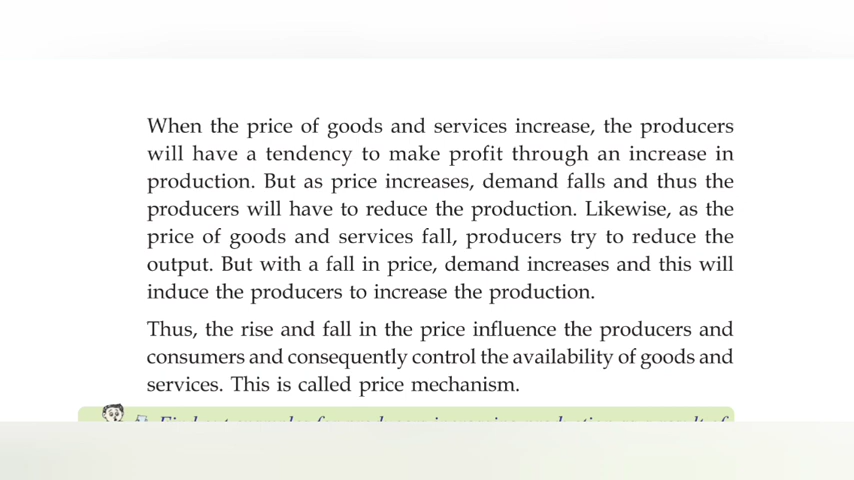 When the price of goods and services increase, the producers
will have a tendency to make profit through an increase in
production. But as price increases, demand falls and thus the
producers will have to reduce the production. Likewise, as the
price of goods and services fall, producers try to reduce the
output. But with a fall in price, demand increases and this will
induce the producers to increase the production.
Thus, the rise and fall in the price influence the producers and
consumers and consequently control the availability of goods and
services. This is called price mechanism.